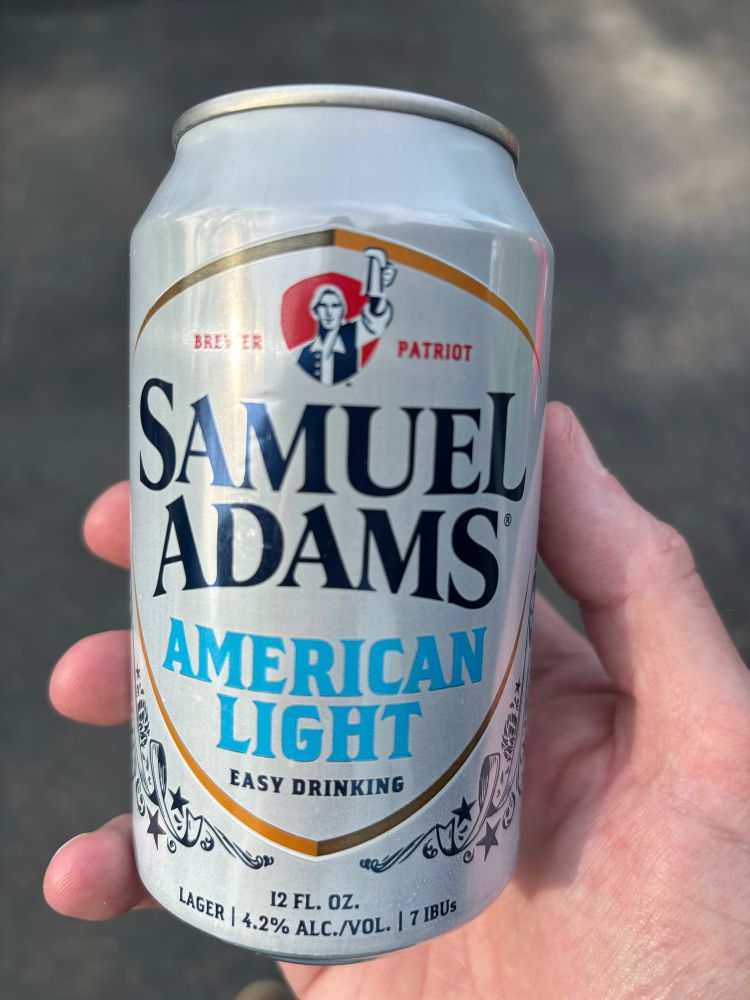 BREWER PATRIOT
SAMUEL
ADAMS®
AMERICAN
LIGHT
EASY DRINKING
12 FL. OZ.
LAGER | 4.2% ALC./VOL. | 7 IBUs